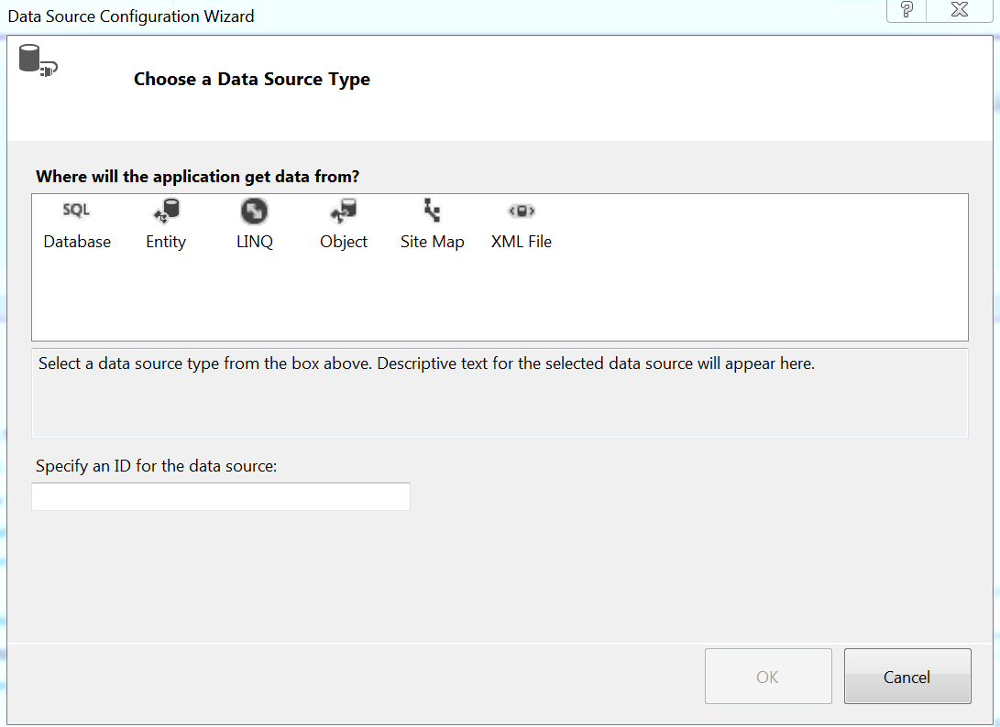 Data Source Configuration Wizard
Choose a Data Source Type
Where will the application get data from?
SQL
Database Entity LINQ Object Site Map XML File
Select a data source type from the box above. Descriptive text for the selected data source will appear here.
Specify an ID for the data source:
OK Cancel